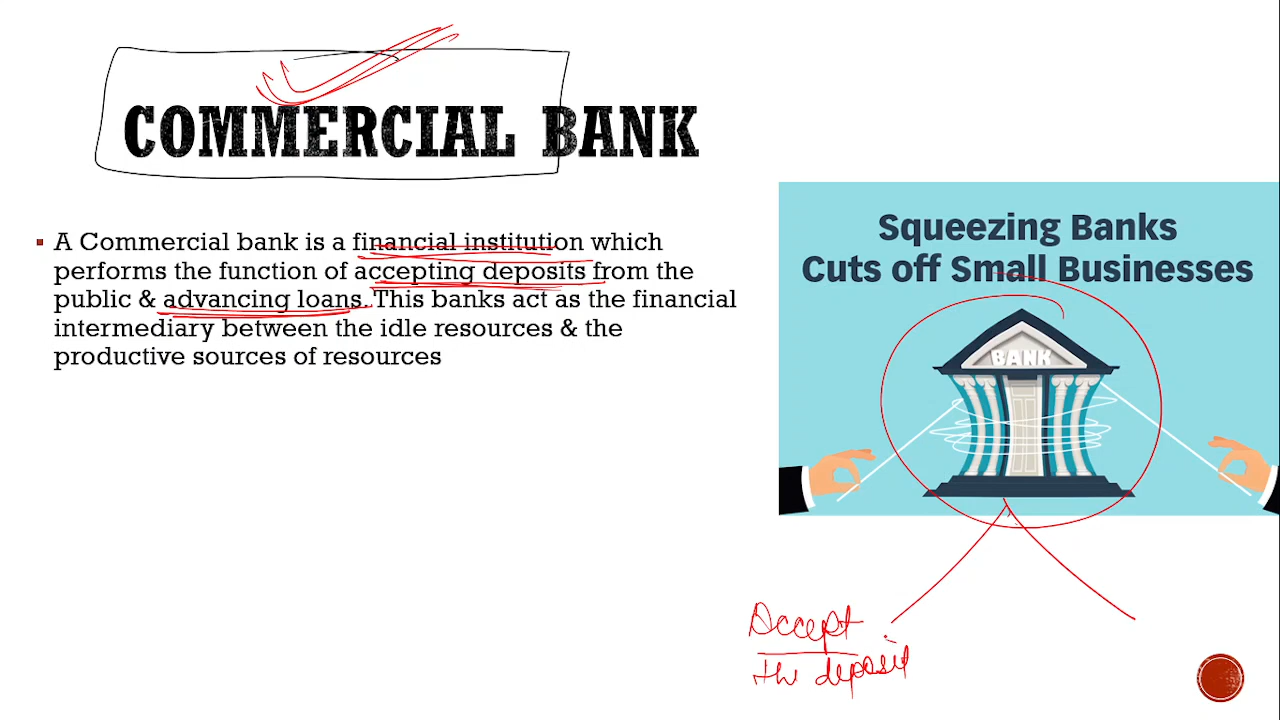 COMMERCIAL BANK
A Commercial bank is a financial institution which
performs the function of accepting deposits from the
public & advancing loans. This banks act as the financial
intermediary between the idle resources & the
productive sources of resources
Squeezing Banks
Cuts off Small Businesses
BANK
Accept
the deposit